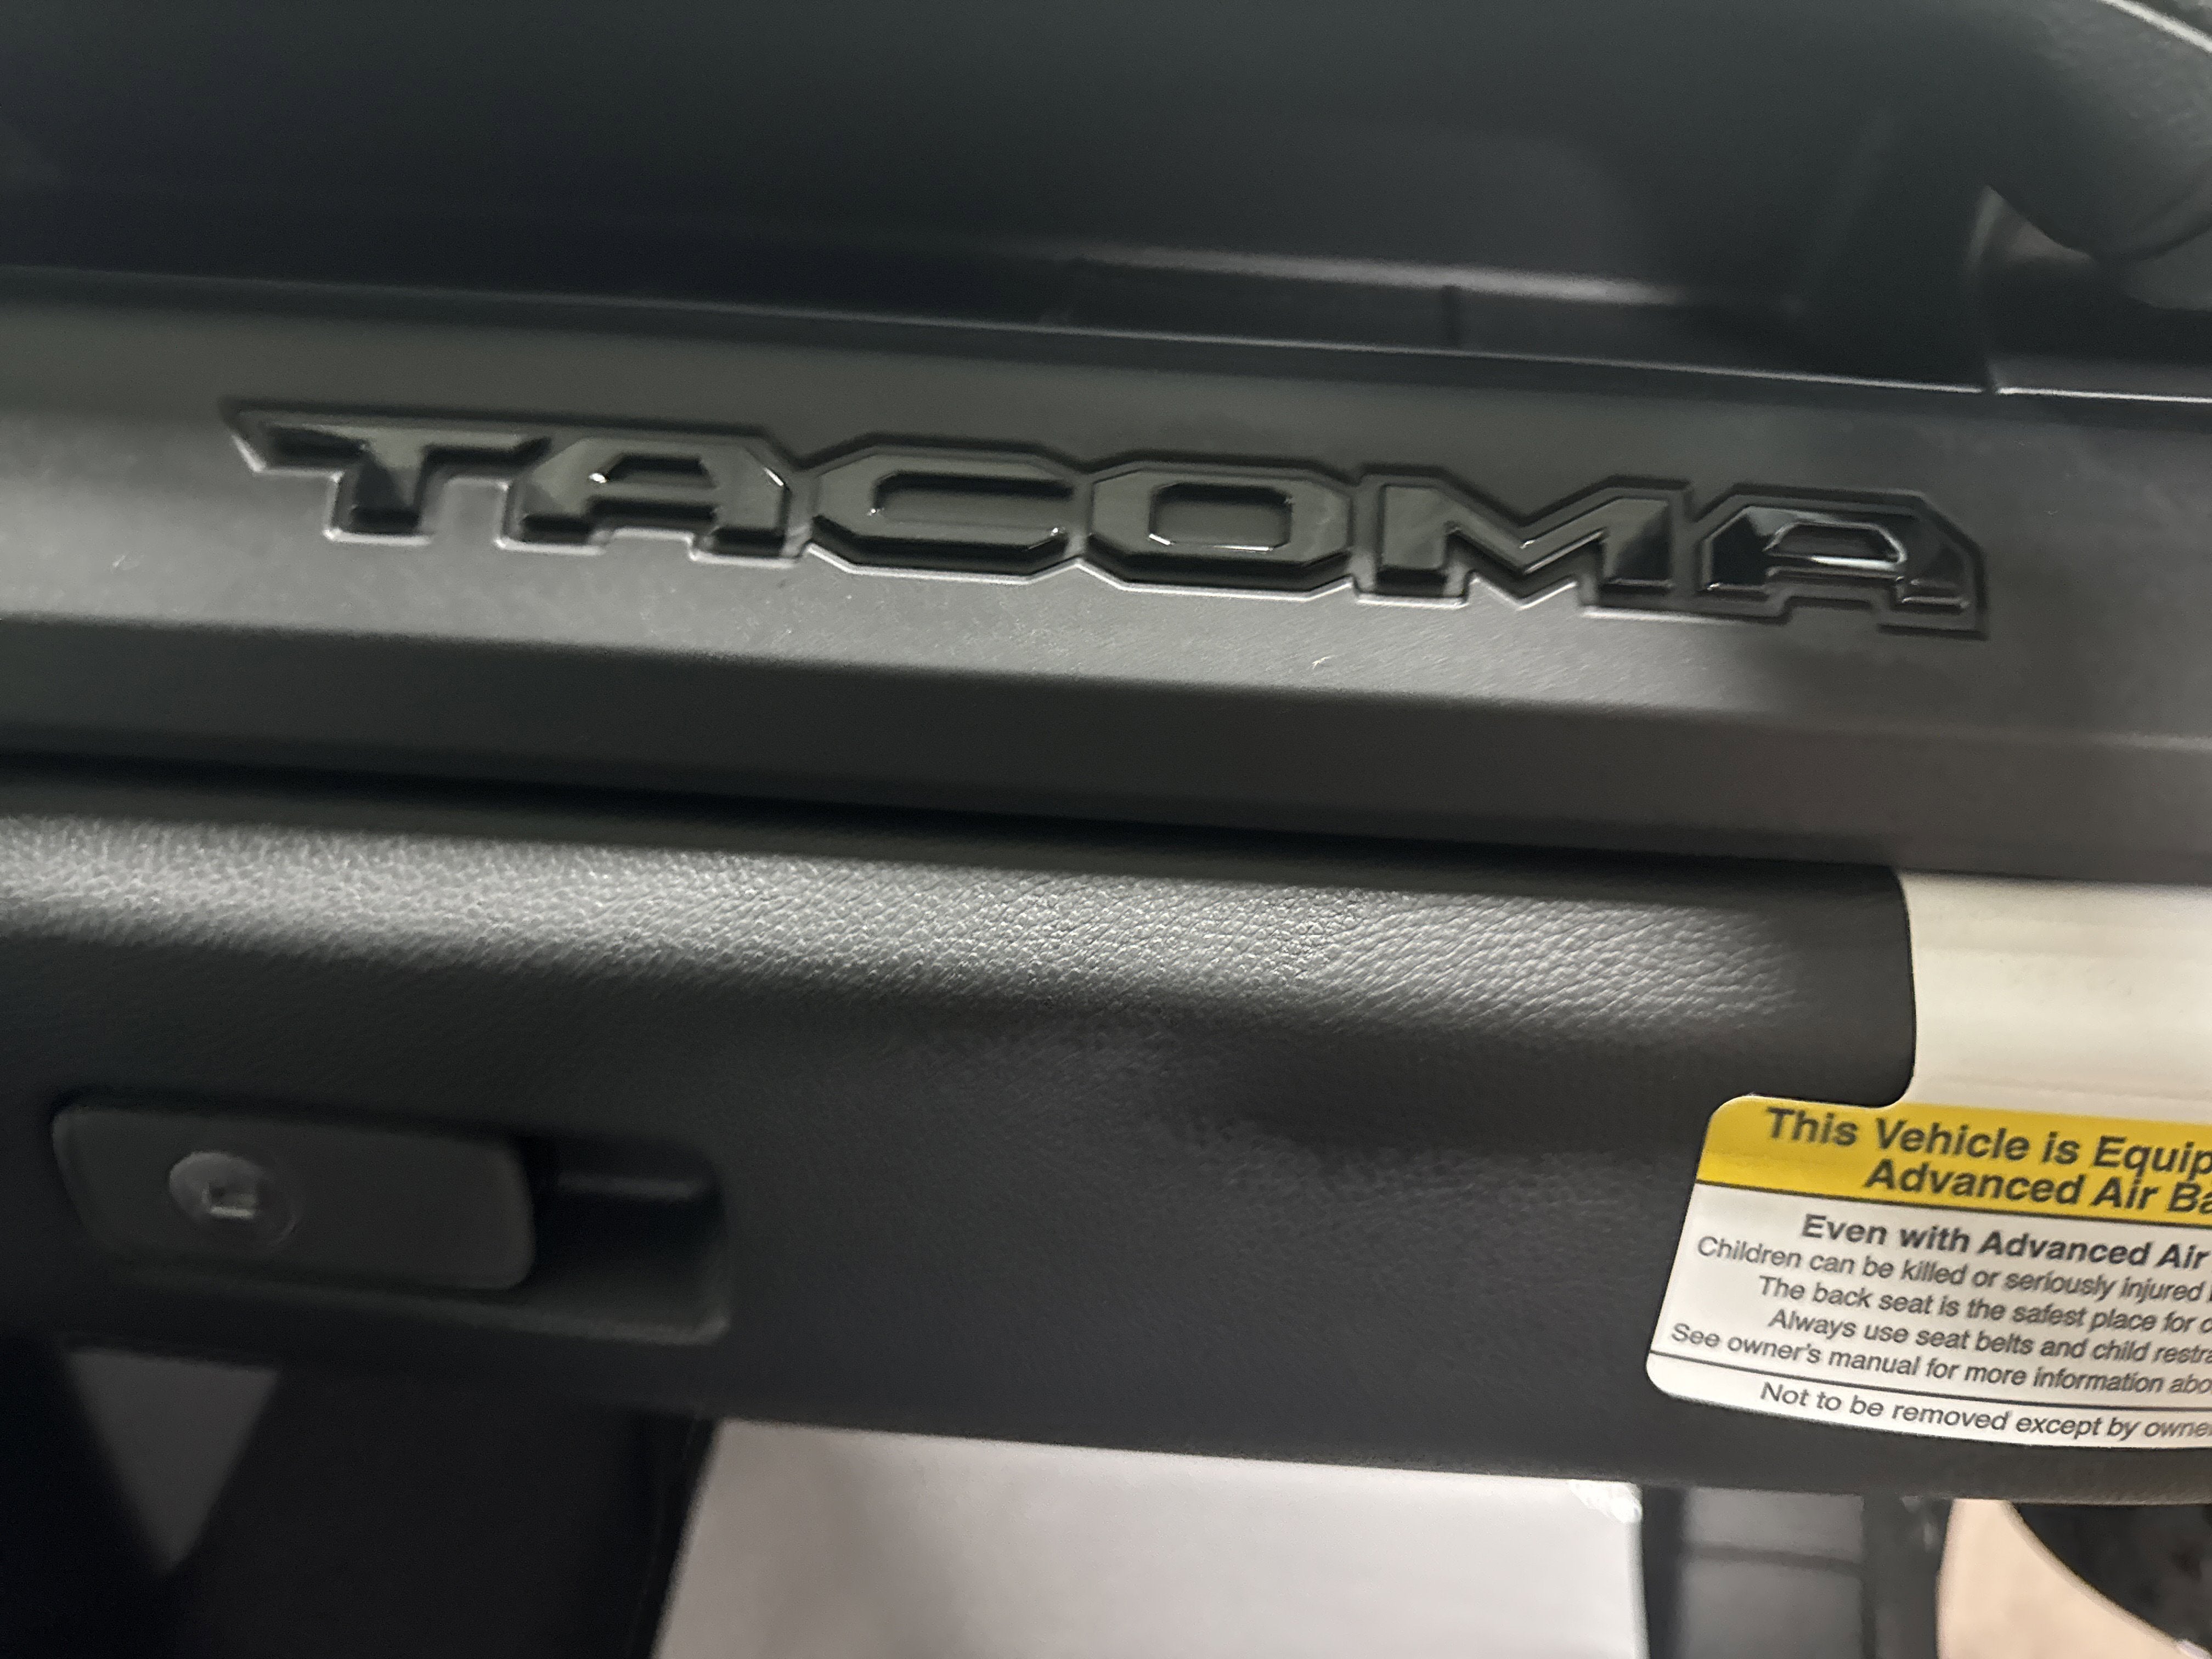 TACOMA
This Vehicle is Equip
Advanced Air Ba
Even with Advanced Air
Children can be killed or seriously injured
The back seat is the safest place for c
Always use seat belts and child restra
See owner's manual for more information abo
Not to be removed except by owne